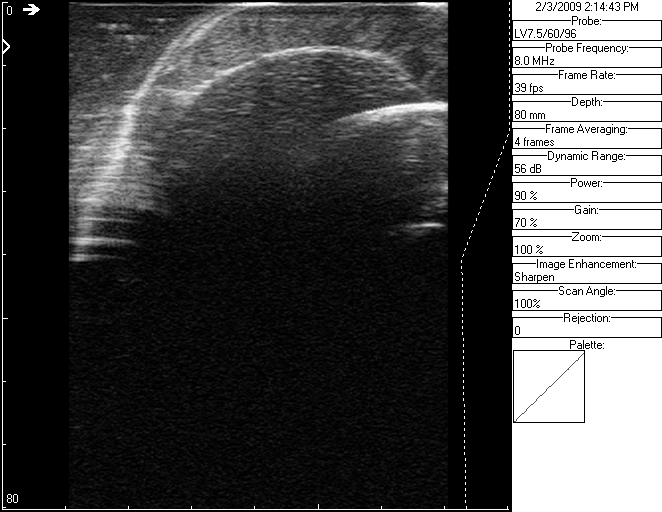 0
80
2/3/2009 2:14:43 PM
Probe:
LV7.5/60/96
Probe Frequency:
8.0 MHz
Frame Rate:
39 fps
Depth:
80 mm
Frame Averaging:
4 frames
Dynamic Range:
56 dB
Power:
90 %
Gain:
70 %
Zoom:
100 %
Image Enhancement:
Sharpen
Scan Angle:
100%
Rejection:
0
Palette: